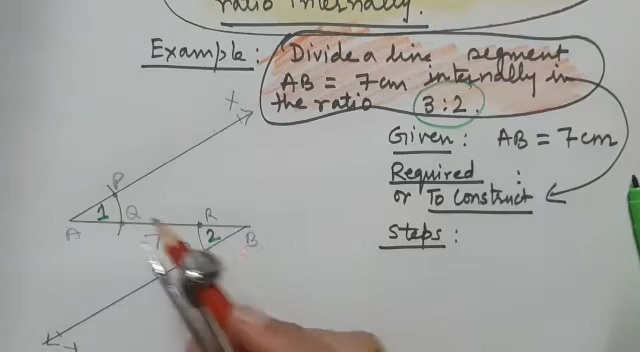 ratio internally.
Example: Divide a line segment
AB = 7cm internally in
the ratio 3:2.
Given: AB = 7cm
Required :
or To Construct
Steps:
X
P
1
Q
R
A
7
2
B